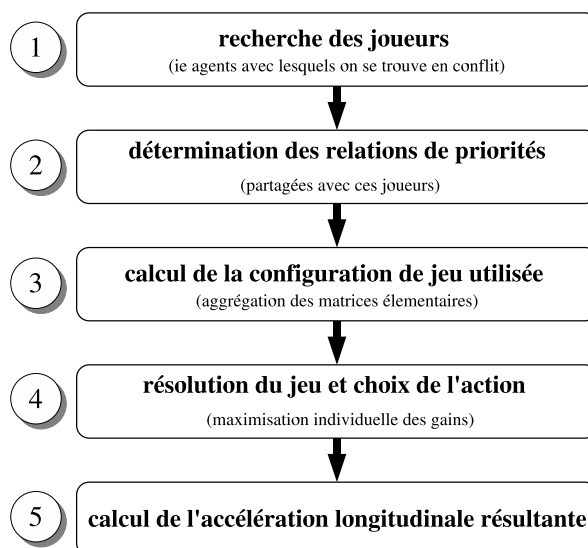 1
recherche des joueurs
(ie agents avec lesquels on se trouve en conflit)
2
détermination des relations de priorités
(partagées avec ces joueurs)
3
calcul de la configuration de jeu utilisée
(aggrégation des matrices élementaires)
4
résolution du jeu et choix de l'action
(maximisation individuelle des gains)
5
calcul de l'accélération longitudinale résultante